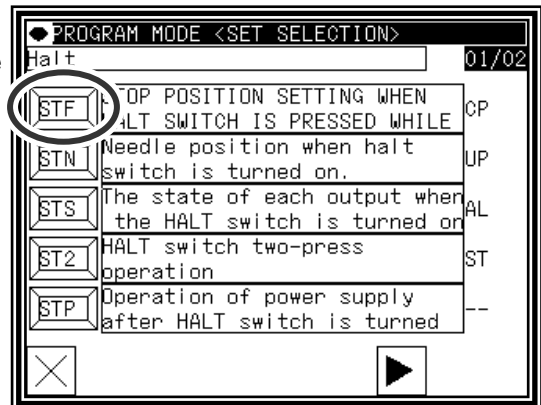 PROGRAM MODE <SET SELECTION>
Halt
01/02
STF
TOP POSITION SETTING WHEN
ALT SWITCH IS PRESSED WHILE
CP
STN
Needle position when halt
switch is turned on.
UP
STS
The state of each output when
the HALT switch is turned on
AL
ST2
HALT switch two-press
operation
ST
STP
Operation of power supply
after HALT switch is turned
--